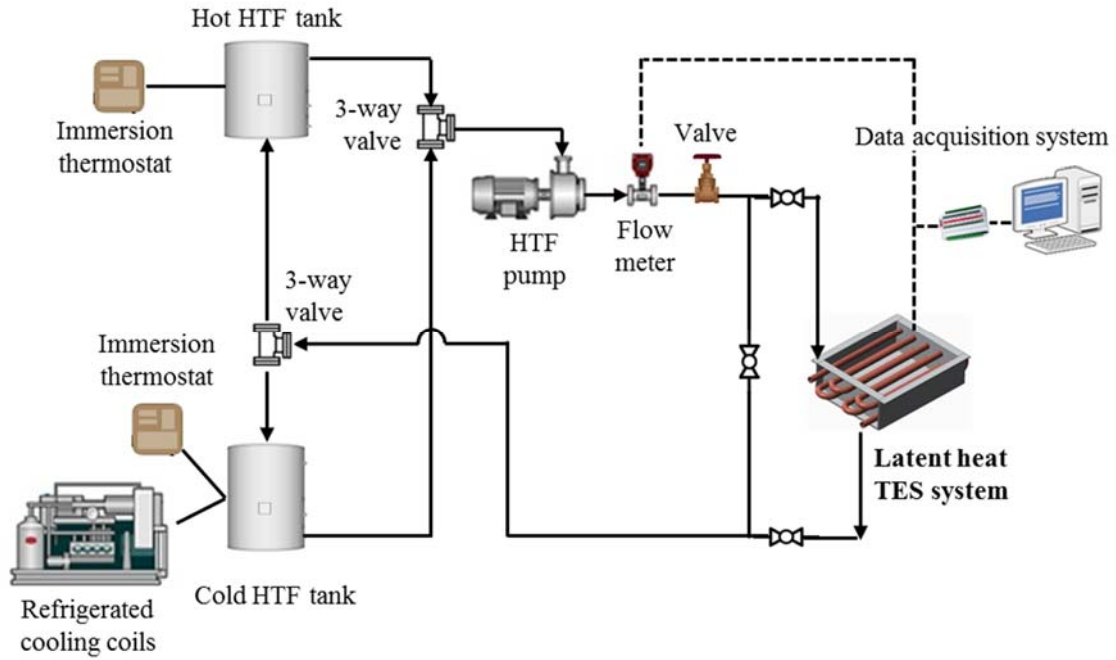 Hot HTF tank
Immersion
thermostat
3-way
valve
Valve
Data acquisition system
HTF
pump
Flow
meter
3-way
valve
Immersion
thermostat
Latent heat
TES system
Cold HTF tank
Refrigerated
cooling coils